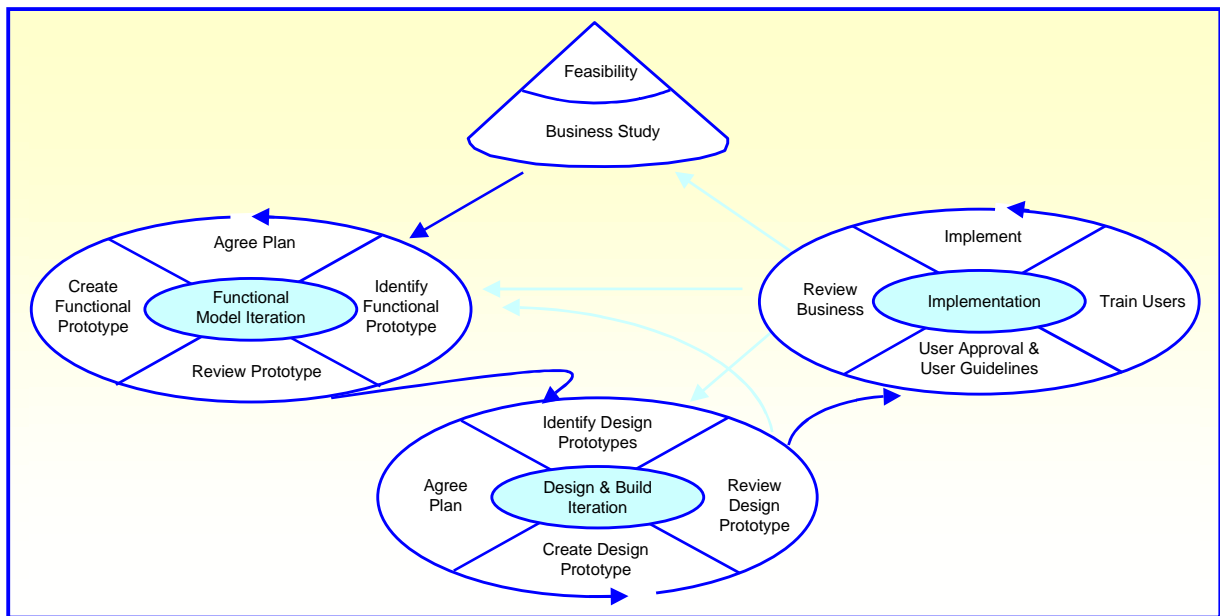 Feasibility
Business Study
Agree Plan
Create
Functional
Prototype
Functional
Model Iteration
Identify
Functional
Prototype
Review Prototype
Implement
Review
Business
Implementation
Train Users
User Approval &
User Guidelines
Identify Design
Prototypes
Agree
Plan
Design & Build
Iteration
Review
Design
Prototype
Create Design
Prototype